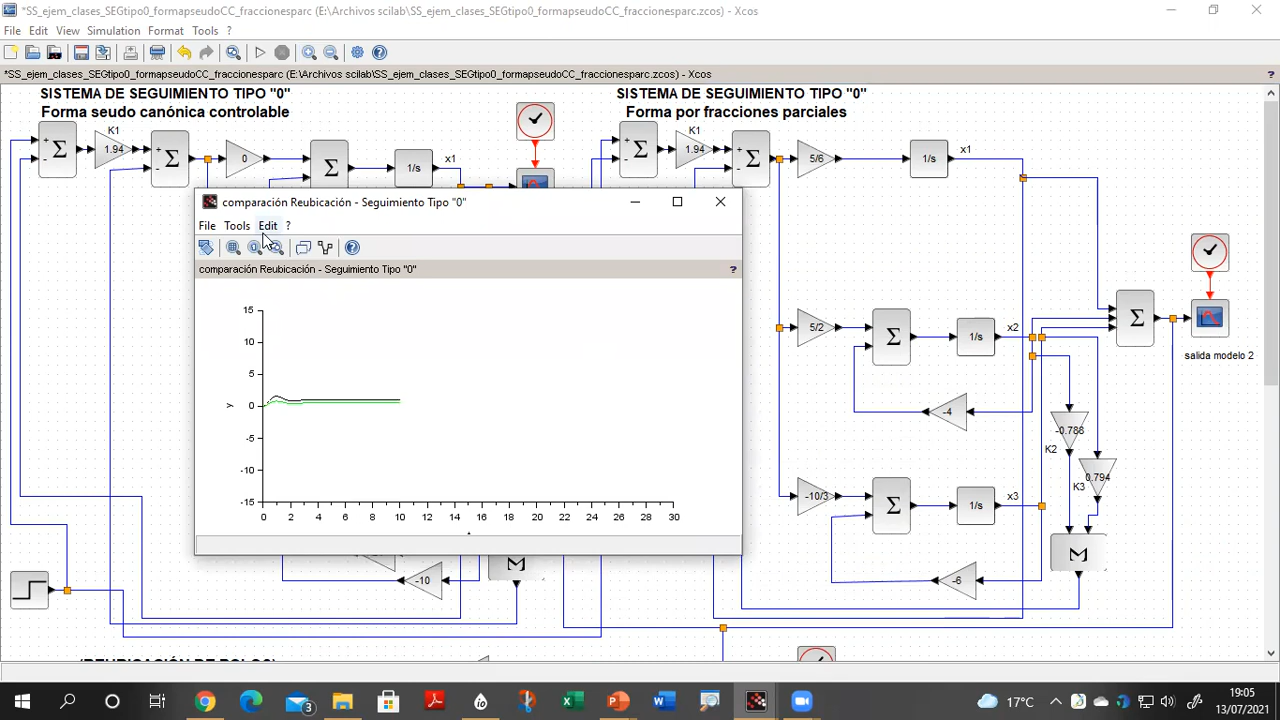 *SS_ejem_clases_SEGtipo0_formapseudoCC_fraccionesparc (E:\Archivos scilab\SS_ejem_clases_SEGtipo0_formapseudoCC_fraccionesparc.zcos) - Xcos
File Edit View Simulation Format Tools ?
*SS_ejem_clases_SEGtipo0_formapseudoCC_fraccionesparc (E:\Archivos scilab\SS_ejem_clases_SEGtipo0_formapseudoCC_fraccionesparc.zcos) - Xcos ?
SISTEMA DE SEGUIMIENTO TIPO "0"
Forma seudo canónica controlable
SISTEMA DE SEGUIMIENTO TIPO "0"
Forma por fracciones parciales
K1
+
-
Σ
1.94
+
-
Σ
0
Σ
1/s
x1
K1
+
-
Σ
1.94
+
-
Σ
5/6
1/s
x1
comparación Reubicación - Seguimiento Tipo "0"
File Tools Edit ?
comparación Reubicación - Seguimiento Tipo "0" ?
15
10
5
0
-5
-10
-15
y
0 2 4 6 8 10 12 14 16 18 20 22 24 26 28 30
5/2
Σ
1/s
x2
Σ
salida modelo 2
-4
-0.788
K2
0.794
K3
-10/3
Σ
1/s
x3
-6
-10
3
17°C
19:05
13/07/2021